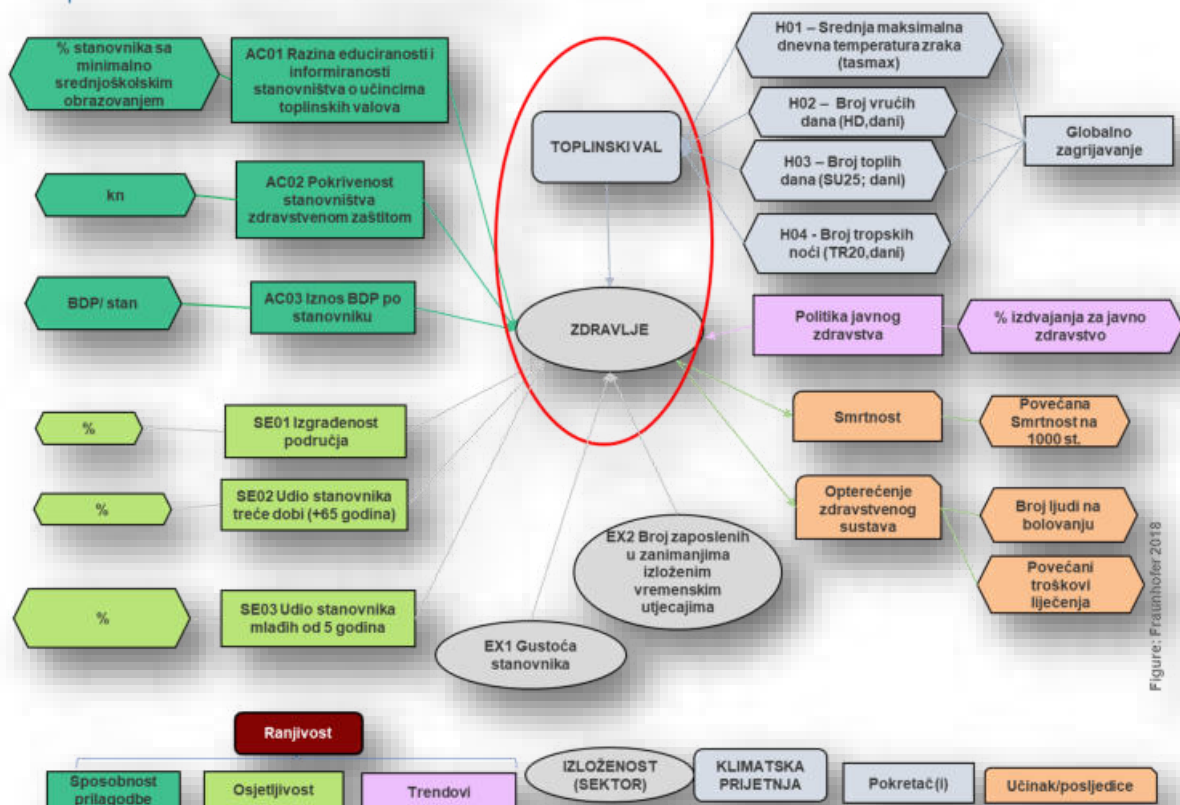 % stanovnika sa
minimalno
srednjoškolskim
obrazovanjem
AC01 Razina educiranosti i
informiranosti
stanovništva o učincima
toplinskih valova
kn
AC02 Pokrivenost
stanovništva
zdravstvenom zaštitom
BDP/ stan
AC03 Iznos BDP po
stanovniku
%
SE01 Izgrađenost
područja
%
SE02 Udio stanovnika
treće dobi (+65 godina)
%
SE03 Udio stanovnika
mlađih od 5 godina
TOPLINSKI VAL
ZDRAVLJE
EX2 Broj zaposlenih
u zanimanjima
izloženim
vremenskim
utjecajima
EX1 Gustoća
stanovnika
H01 – Srednja maksimalna
dnevna temperatura zraka
(tasmax)
H02 – Broj vrućih
dana (HD,dani)
H03 – Broj toplih
dana (SU25; dani)
H04 - Broj tropskih
noći (TR20,dani)
Globalno
zagrijavanje
Politika javnog
zdravstva
% izdvajanja za javno
zdravstvo
Smrtnost
Povećana
Smrtnost na
1000 st.
Opterećenje
zdravstvenog
sustava
Broj ljudi na
bolovanju
Povećani
troškovi
liječenja
Figure: Fraunhofer 2018
Ranjivost
Sposobnost
prilagodbe
Osjetljivost
Trendovi
IZLOŽENOST
(SEKTOR)
KLIMATSKA
PRIJETNJA
Pokretač(i)
Učinak/posljedice